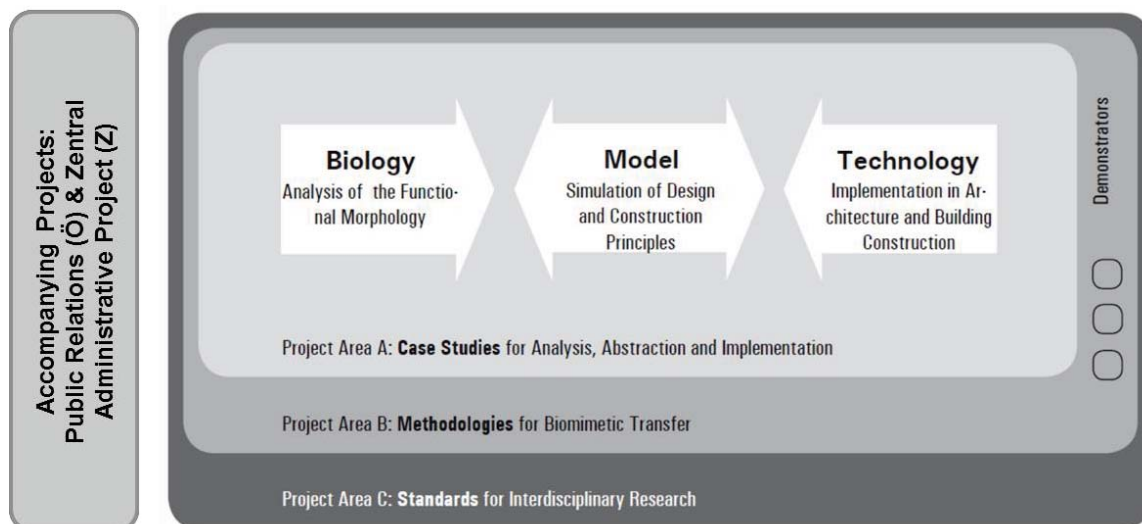 Accompanying Projects:
Public Relations (Ö) & Zentral
Administrative Project (Z)
Biology
Analysis of the Functio-
nal Morphology
Model
Simulation of Design
and Construction
Principles
Technology
Implementation in Ar-
chitecture and Building
Construction
Demonstrators
Project Area A: Case Studies for Analysis, Abstraction and Implementation
Project Area B: Methodologies for Biomimetic Transfer
Project Area C: Standards for Interdisciplinary Research